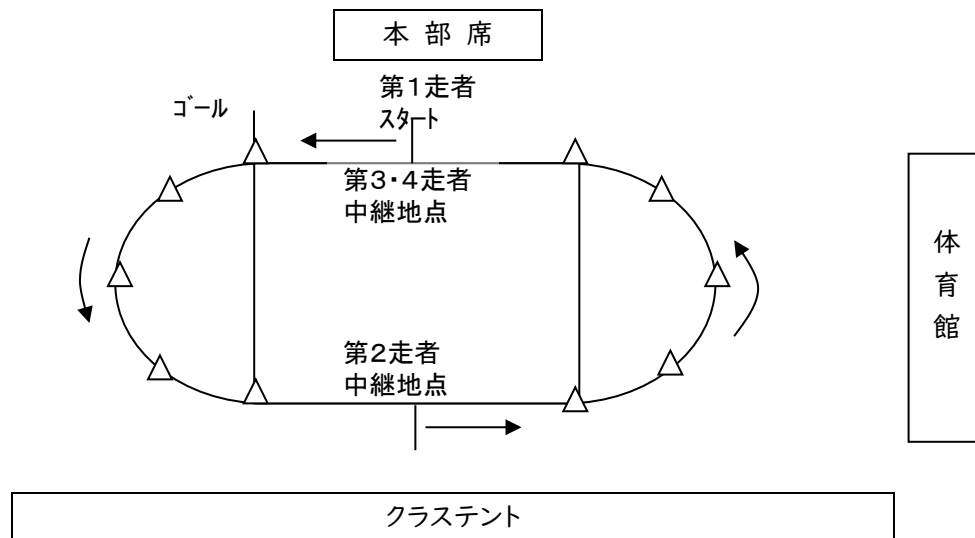 本 部 席
第1走者
スタート
ゴール
第3・4走者
中継地点
体育館
第2走者
中継地点
クラステント